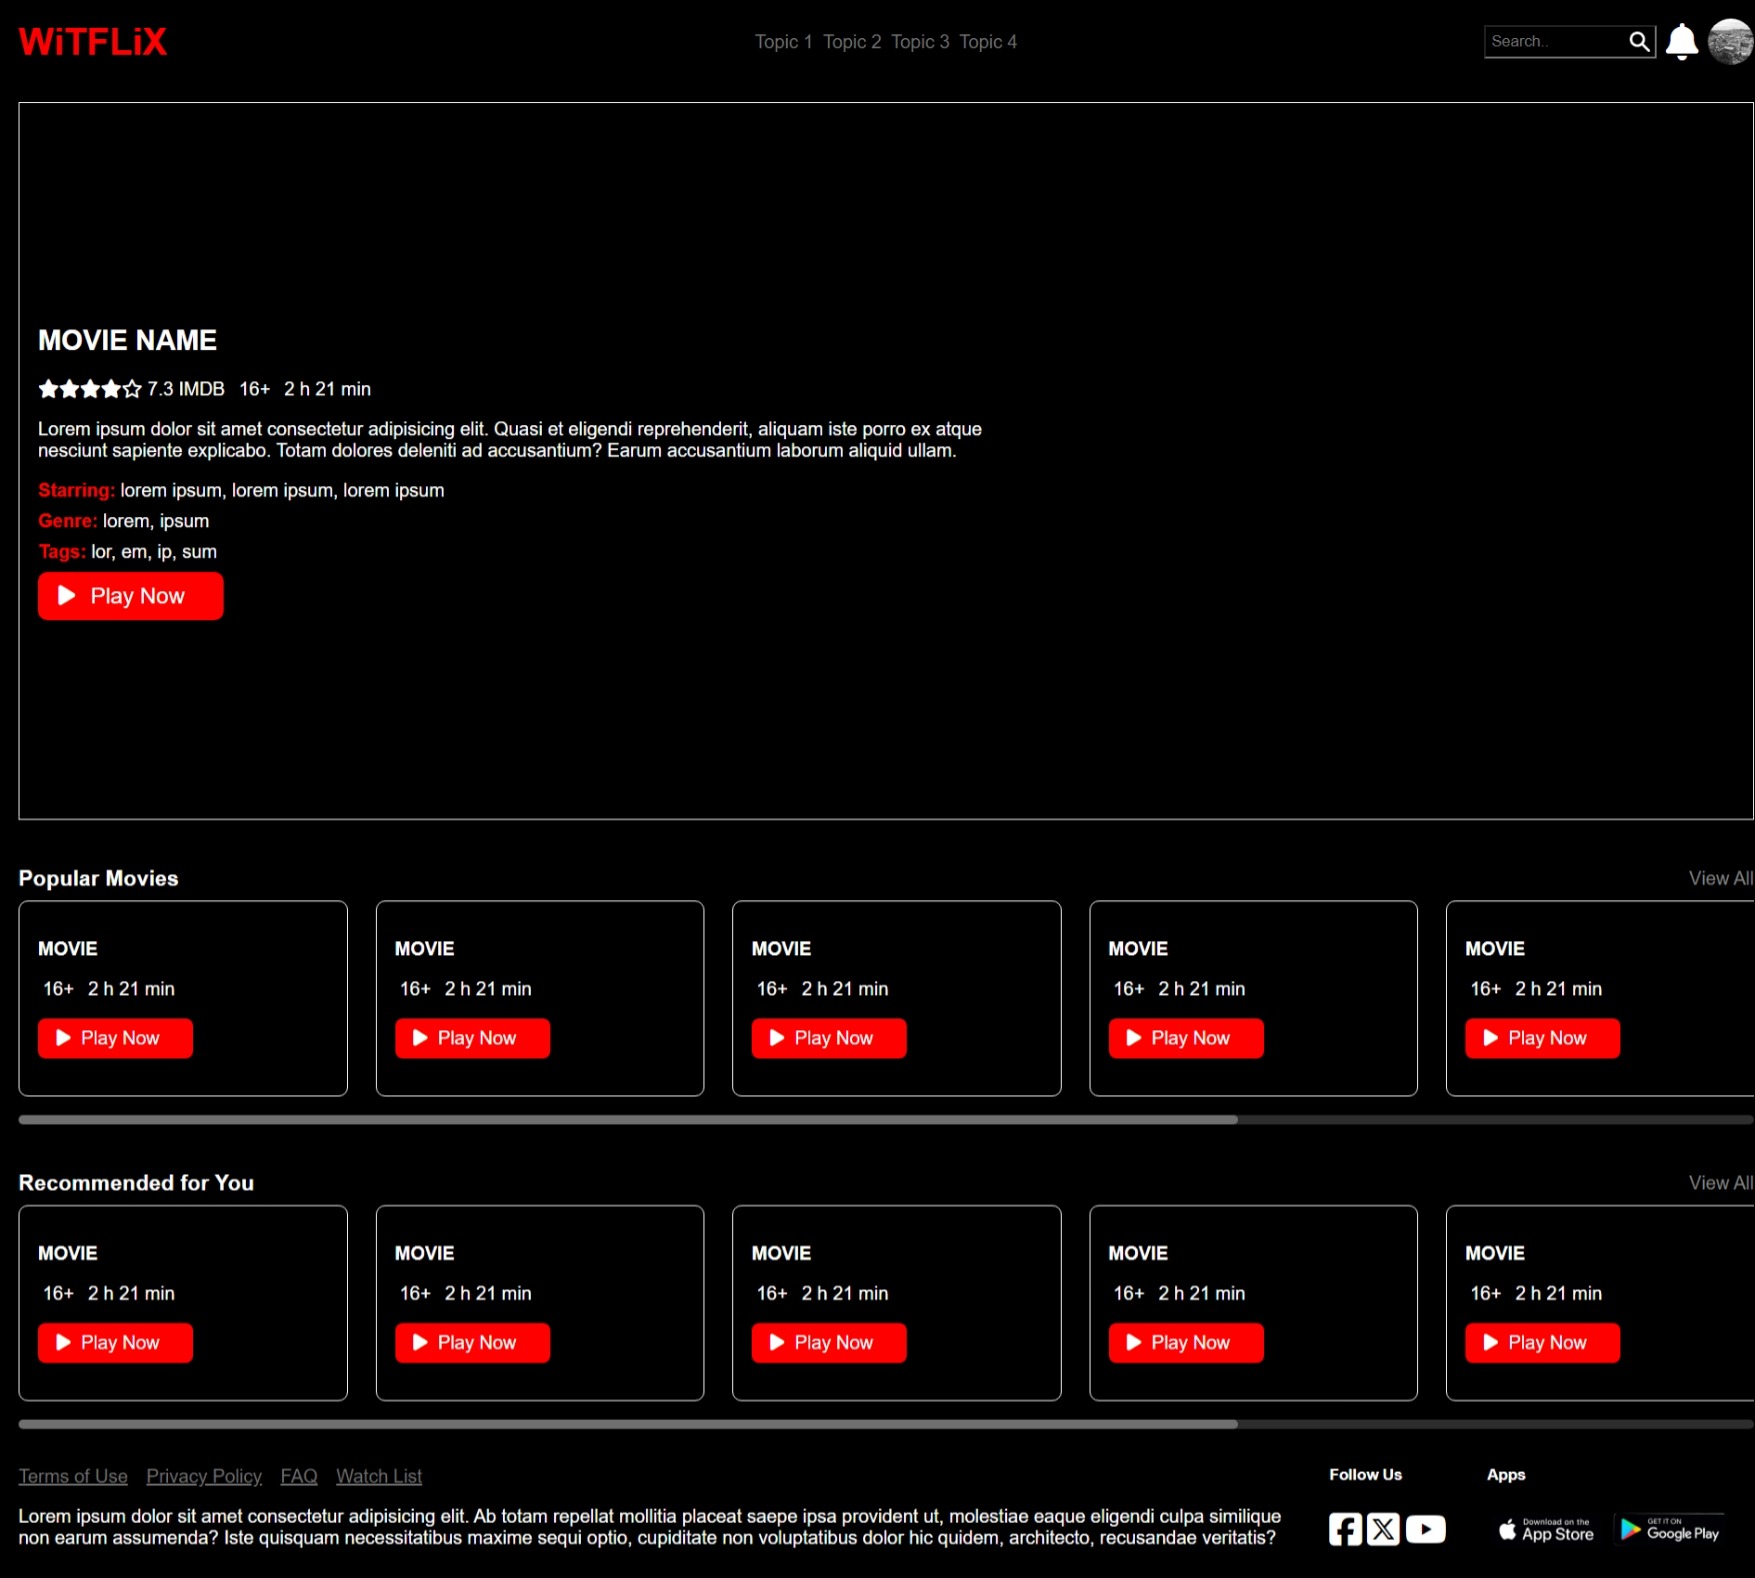 WiTFLiX
Topic 1 Topic 2 Topic 3 Topic 4
Search..
MOVIE NAME
7.3 IMDB 16+ 2 h 21 min
Lorem ipsum dolor sit amet consectetur adipisicing elit. Quasi et eligendi reprehenderit, aliquam iste porro ex atque
nesciunt sapiente explicabo. Totam dolores deleniti ad accusantium? Earum accusantium laborum aliquid ullam.
Starring: lorem ipsum, lorem ipsum, lorem ipsum
Genre: lorem, ipsum
Tags: lor, em, ip, sum
Play Now
Popular Movies
View All
MOVIE
16+ 2 h 21 min
Play Now
MOVIE
16+ 2 h 21 min
Play Now
MOVIE
16+ 2 h 21 min
Play Now
MOVIE
16+ 2 h 21 min
Play Now
MOVIE
16+ 2 h 21 min
Play Now
Recommended for You
View All
MOVIE
16+ 2 h 21 min
Play Now
MOVIE
16+ 2 h 21 min
Play Now
MOVIE
16+ 2 h 21 min
Play Now
MOVIE
16+ 2 h 21 min
Play Now
MOVIE
16+ 2 h 21 min
Play Now
Terms of Use Privacy Policy FAQ Watch List
Lorem ipsum dolor sit amet consectetur adipisicing elit. Ab totam repellat mollitia placeat saepe ipsa provident ut, molestiae eaque eligendi culpa similique
non earum assumenda? Iste quisquam necessitatibus maxime sequi optio, cupiditate non voluptatibus dolor hic quidem, architecto, recusandae veritatis?
Follow Us
Apps
Download on the
App Store
GET IT ON
Google Play